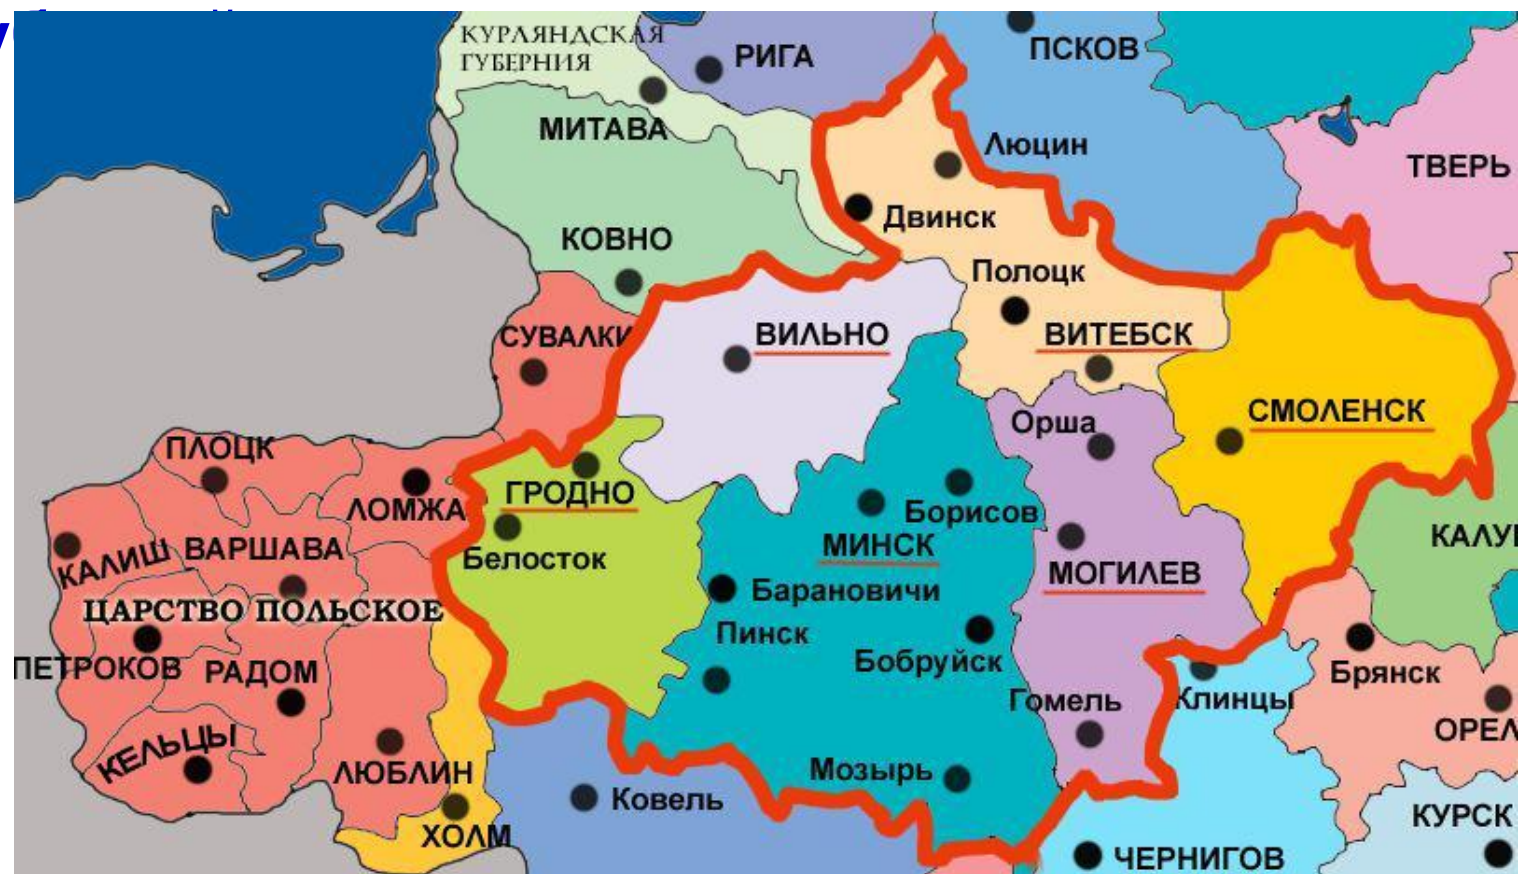 КУРЛЯНДСКАЯ
ГУБЕРНИЯ
РИГА
ПСКОВ
МИТАВА
Люцин
ТВЕРЬ
Двинск
КОВНО
Полоцк
СУВАЛКИ
ВИЛЬНО
ВИТЕБСК
СМОЛЕНСК
Орша
ПЛОЦК
ГРОДНО
ЛОМЖА
Борисов
КАЛИШ
ВАРШАВА
Белосток
МИНСК
МОГИЛЕВ
КАЛУ
ЦАРСТВО ПОЛЬСКОЕ
Барановичи
Пинск
ПЕТРОКОВ
РАДОМ
Бобруйск
Брянск
Гомель
Клинцы
ОРЕЛ
КЕЛЬЦЫ
ЛЮБЛИН
Мозырь
Ковель
ХОЛМ
КУРСК
ЧЕРНИГОВ